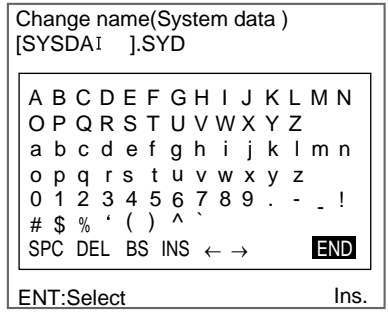 Change name(System data )
[SYSDAI ].SYD
A B C D E F G H I J K L M N
O P Q R S T U V W X Y Z
a b c d e f g h i j k l m n
o p q r s t u v w x y z
0 1 2 3 4 5 6 7 8 9 . - _ !
# $ % ‘ ( ) ^ `
SPC DEL BS INS ← → END
ENT:Select Ins.